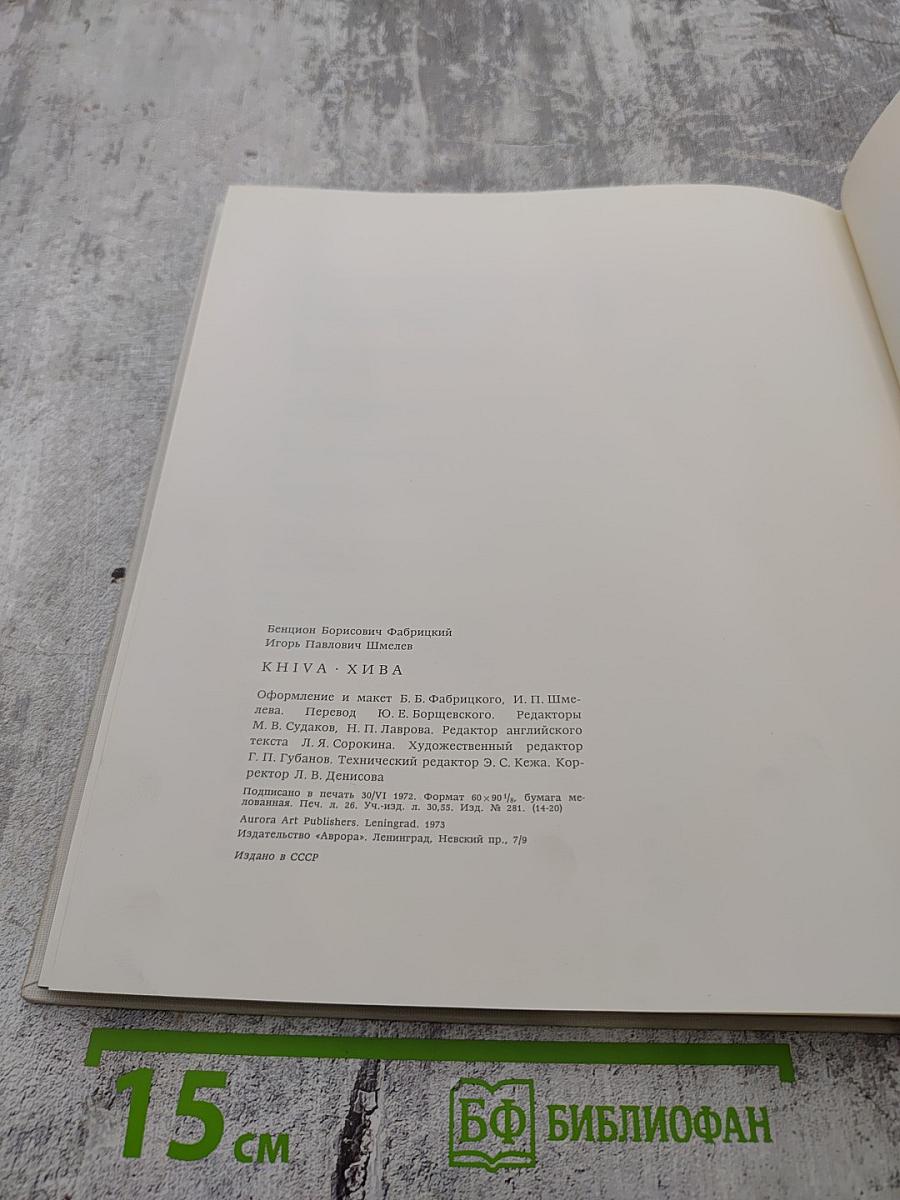 Бенцион Борисович Фабрицкий
Игорь Павлович Шмелев
KHIVA · ХИВА
Оформление и макет Б. Б. Фабрицкого, И. П. Шме-
лева. Перевод Ю. Е. Борщевского. Редакторы
М. В. Судаков, Н. П. Лаврова. Редактор английского
текста Л. Я. Сорокина. Художественный редактор
Г. П. Губанов. Технический редактор Э. С. Кежа. Кор-
ректор Л. В. Денисова
Подписано в печать 30/VI 1972. Формат 60×90 1/8, бумага ме-
лованная. Печ. л. 26. Уч.-изд. л. 30,55. Изд. № 281. (14-20)
Aurora Art Publishers. Leningrad. 1973
Издательство «Аврора». Ленинград, Невский пр., 7/9
Издано в СССР
15 см
БФ БИБЛИОФАН